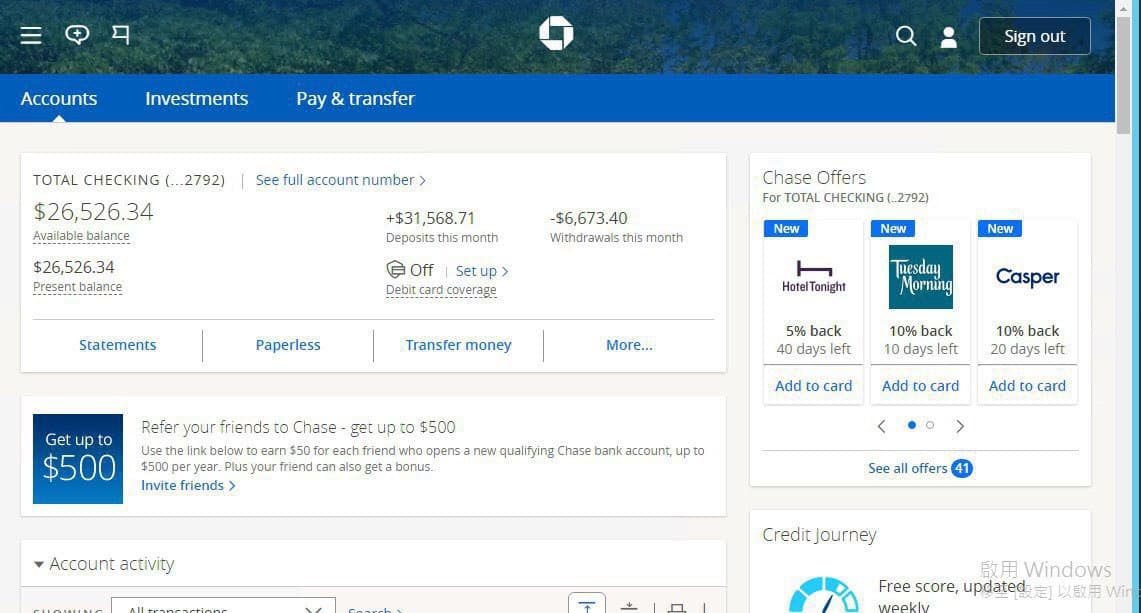 Sign out
Accounts
Investments
Pay & transfer
TOTAL CHECKING (...2792)
See full account number
$26,526.34
Available balance
+$31,568.71
Deposits this month
-$6,673.40
Withdrawals this month
$26,526.34
Present balance
Off
Set up
Debit card coverage
Statements
Paperless
Transfer money
More...
Get up to
$500
Refer your friends to Chase - get up to $500
Use the link below to earn $50 for each friend who opens a new qualifying Chase bank account, up to
$500 per year. Plus your friend can also get a bonus.
Invite friends
Account activity
SHOWING
All transactions
Search
Chase Offers
For TOTAL CHECKING (..2792)
New
HotelTonight
5% back
40 days left
Add to card
New
Tuesday
Morning
10% back
10 days left
Add to card
New
Casper
10% back
20 days left
Add to card
See all offers 41
Credit Journey
Free score, updated
weekly
啟用 Windows
移至 [設定] 以啟用 Win